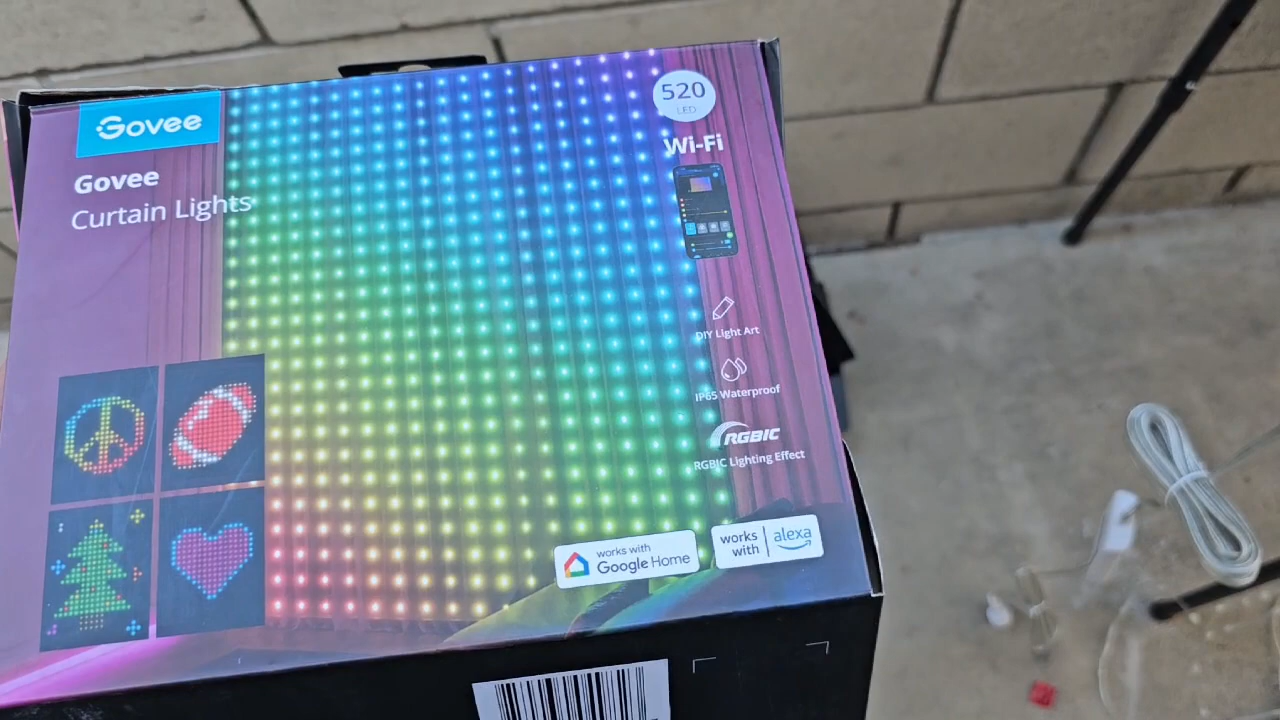 Govee
Govee
Curtain Lights
520
LED
Wi-Fi
DIY Light Art
IP65 Waterproof
RGBIC
RGBIC Lighting Effect
works with
Google Home
works
with
alexa